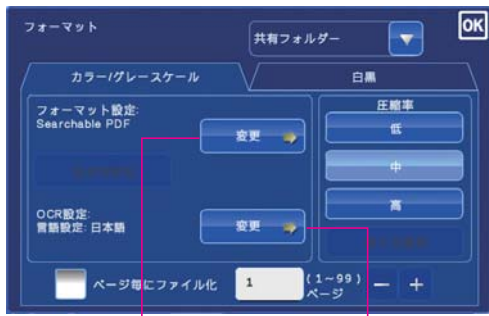 フォーマット
共有フォルダー
OK
カラー/グレースケール
白黒
フォーマット設定:
Searchable PDF
変更
圧縮率
低
中
高
OCR設定:
言語設定: 日本語
変更
ページ毎にファイル化
1
(1~99)
ページ
- +